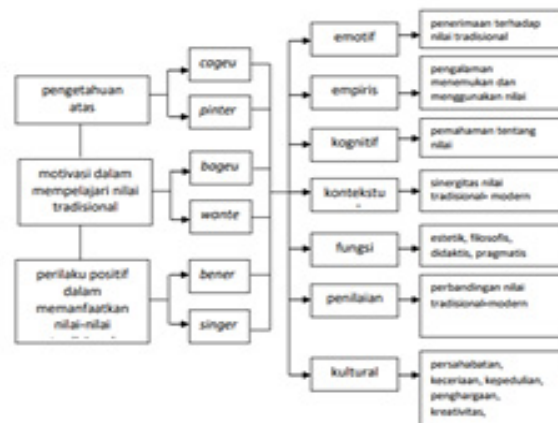 pengetahuan
atas
motivasi dalam
mempelajari nilai
tradisional
perilaku positif
dalam
memanfaatkan
nilai-nilai
cageu
pinter
bageu
wante
bener
singer
emotif
empiris
kognitif
kontekstu
fungsi
penilaian
kultural
penerimaan terhadap
nilai tradisional
pengalaman
menemukan dan
menggunakan nilai
pemahaman tentang
nilai
sinergitas nilai
tradisional- modern
estetik, filosofis,
didaktis, pragmatis
perbandingan nilai
tradisional-modern
persahabatan,
keceriaan, kepedulian,
penghargaan,
kreativitas,